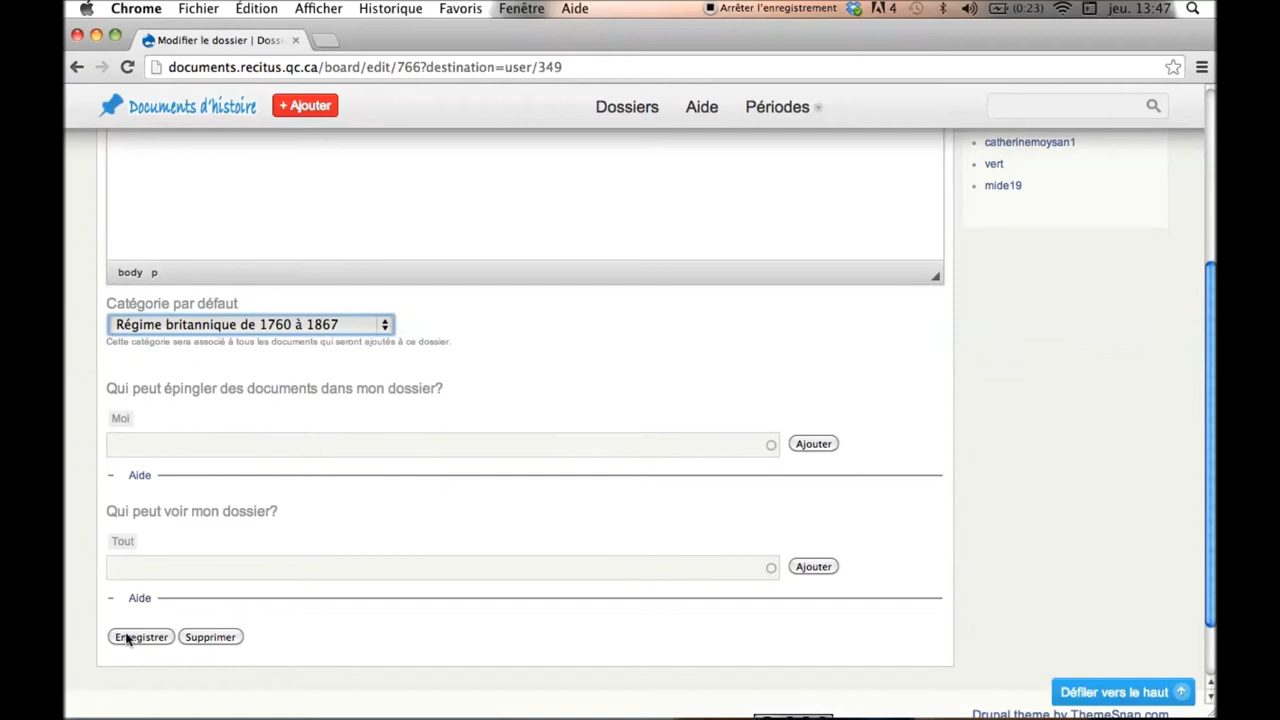 Chrome Fichier Édition Afficher Historique Favoris Fenêtre Aide Arrêter l'enregistrement 4 (0:23) jeu. 13:47
Modifier le dossier | Dossi
documents.recitus.qc.ca/board/edit/766?destination=user/349
Documents d'histoire + Ajouter Dossiers Aide Périodes
catherinemoysan1
vert
mide19
body p
Catégorie par défaut
Régime britannique de 1760 à 1867
Cette catégorie sera associé à tous les documents qui seront ajoutés à ce dossier.
Qui peut épingler des documents dans mon dossier?
Moi
Ajouter
Aide
Qui peut voir mon dossier?
Tout
Ajouter
Aide
Enregistrer Supprimer
Défiler vers le haut
Drupal theme by ThemeSnap.com